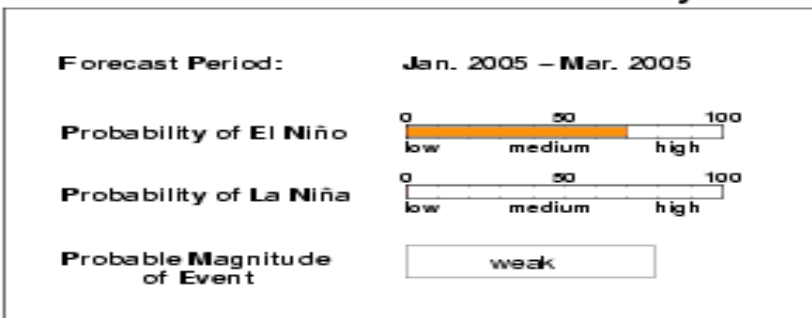 Forecast Period: Jan. 2005 – Mar. 2005
0 50 100
Probability of El Niño
low medium high
0 50 100
Probability of La Niña
low medium high
Probable Magnitude
of Event
weak